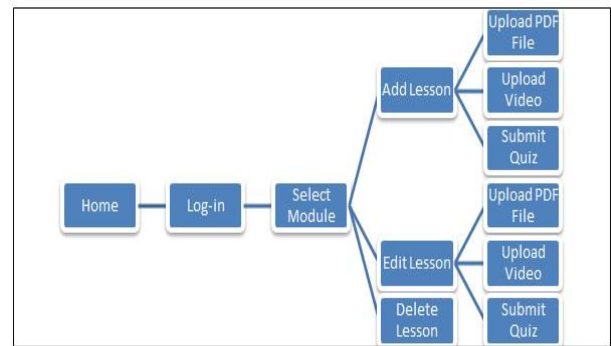 Home
Log-in
Select
Module
Add Lesson
Upload PDF
File
Upload
Video
Submit
Quiz
Edit Lesson
Upload PDF
File
Upload
Video
Submit
Quiz
Delete
Lesson